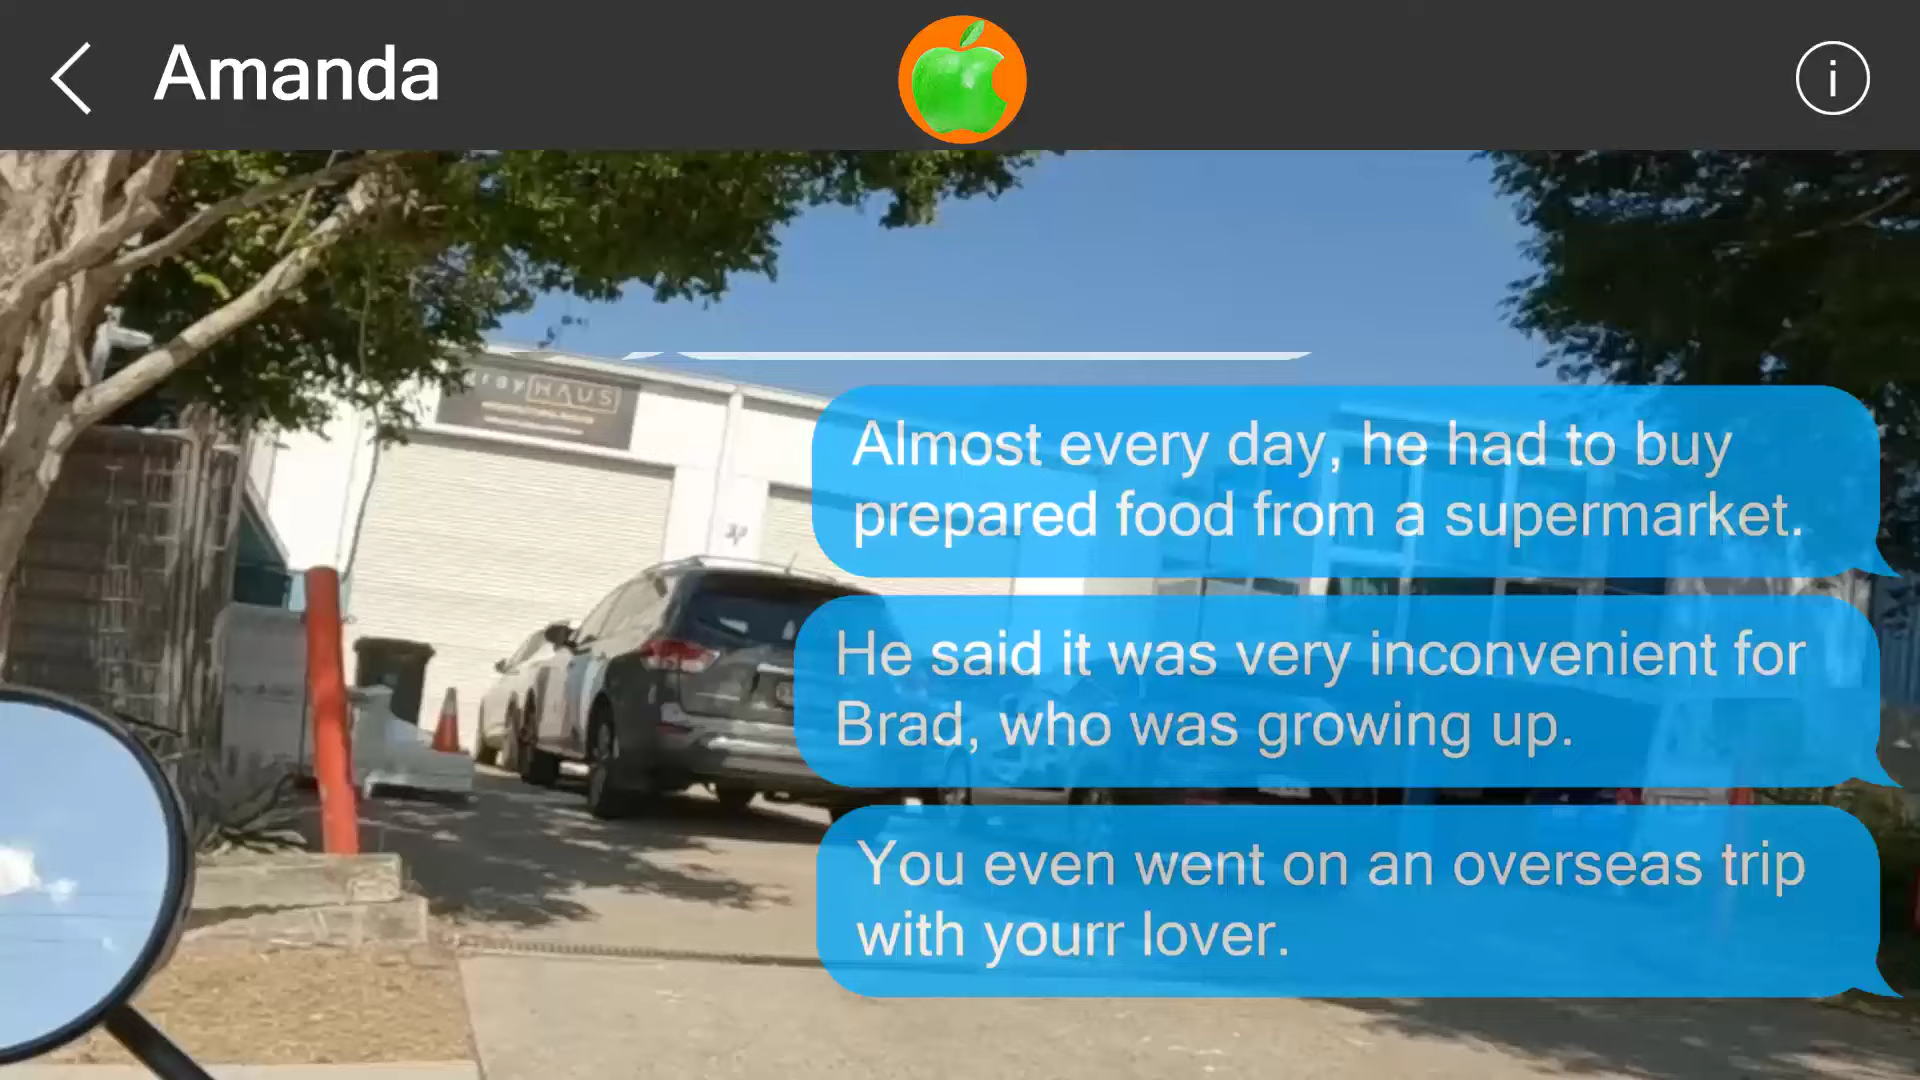 Amanda
HAUS
Almost every day, he had to buy
prepared food from a supermarket.
He said it was very inconvenient for
Brad, who was growing up.
You even went on an overseas trip
with yourr lover.